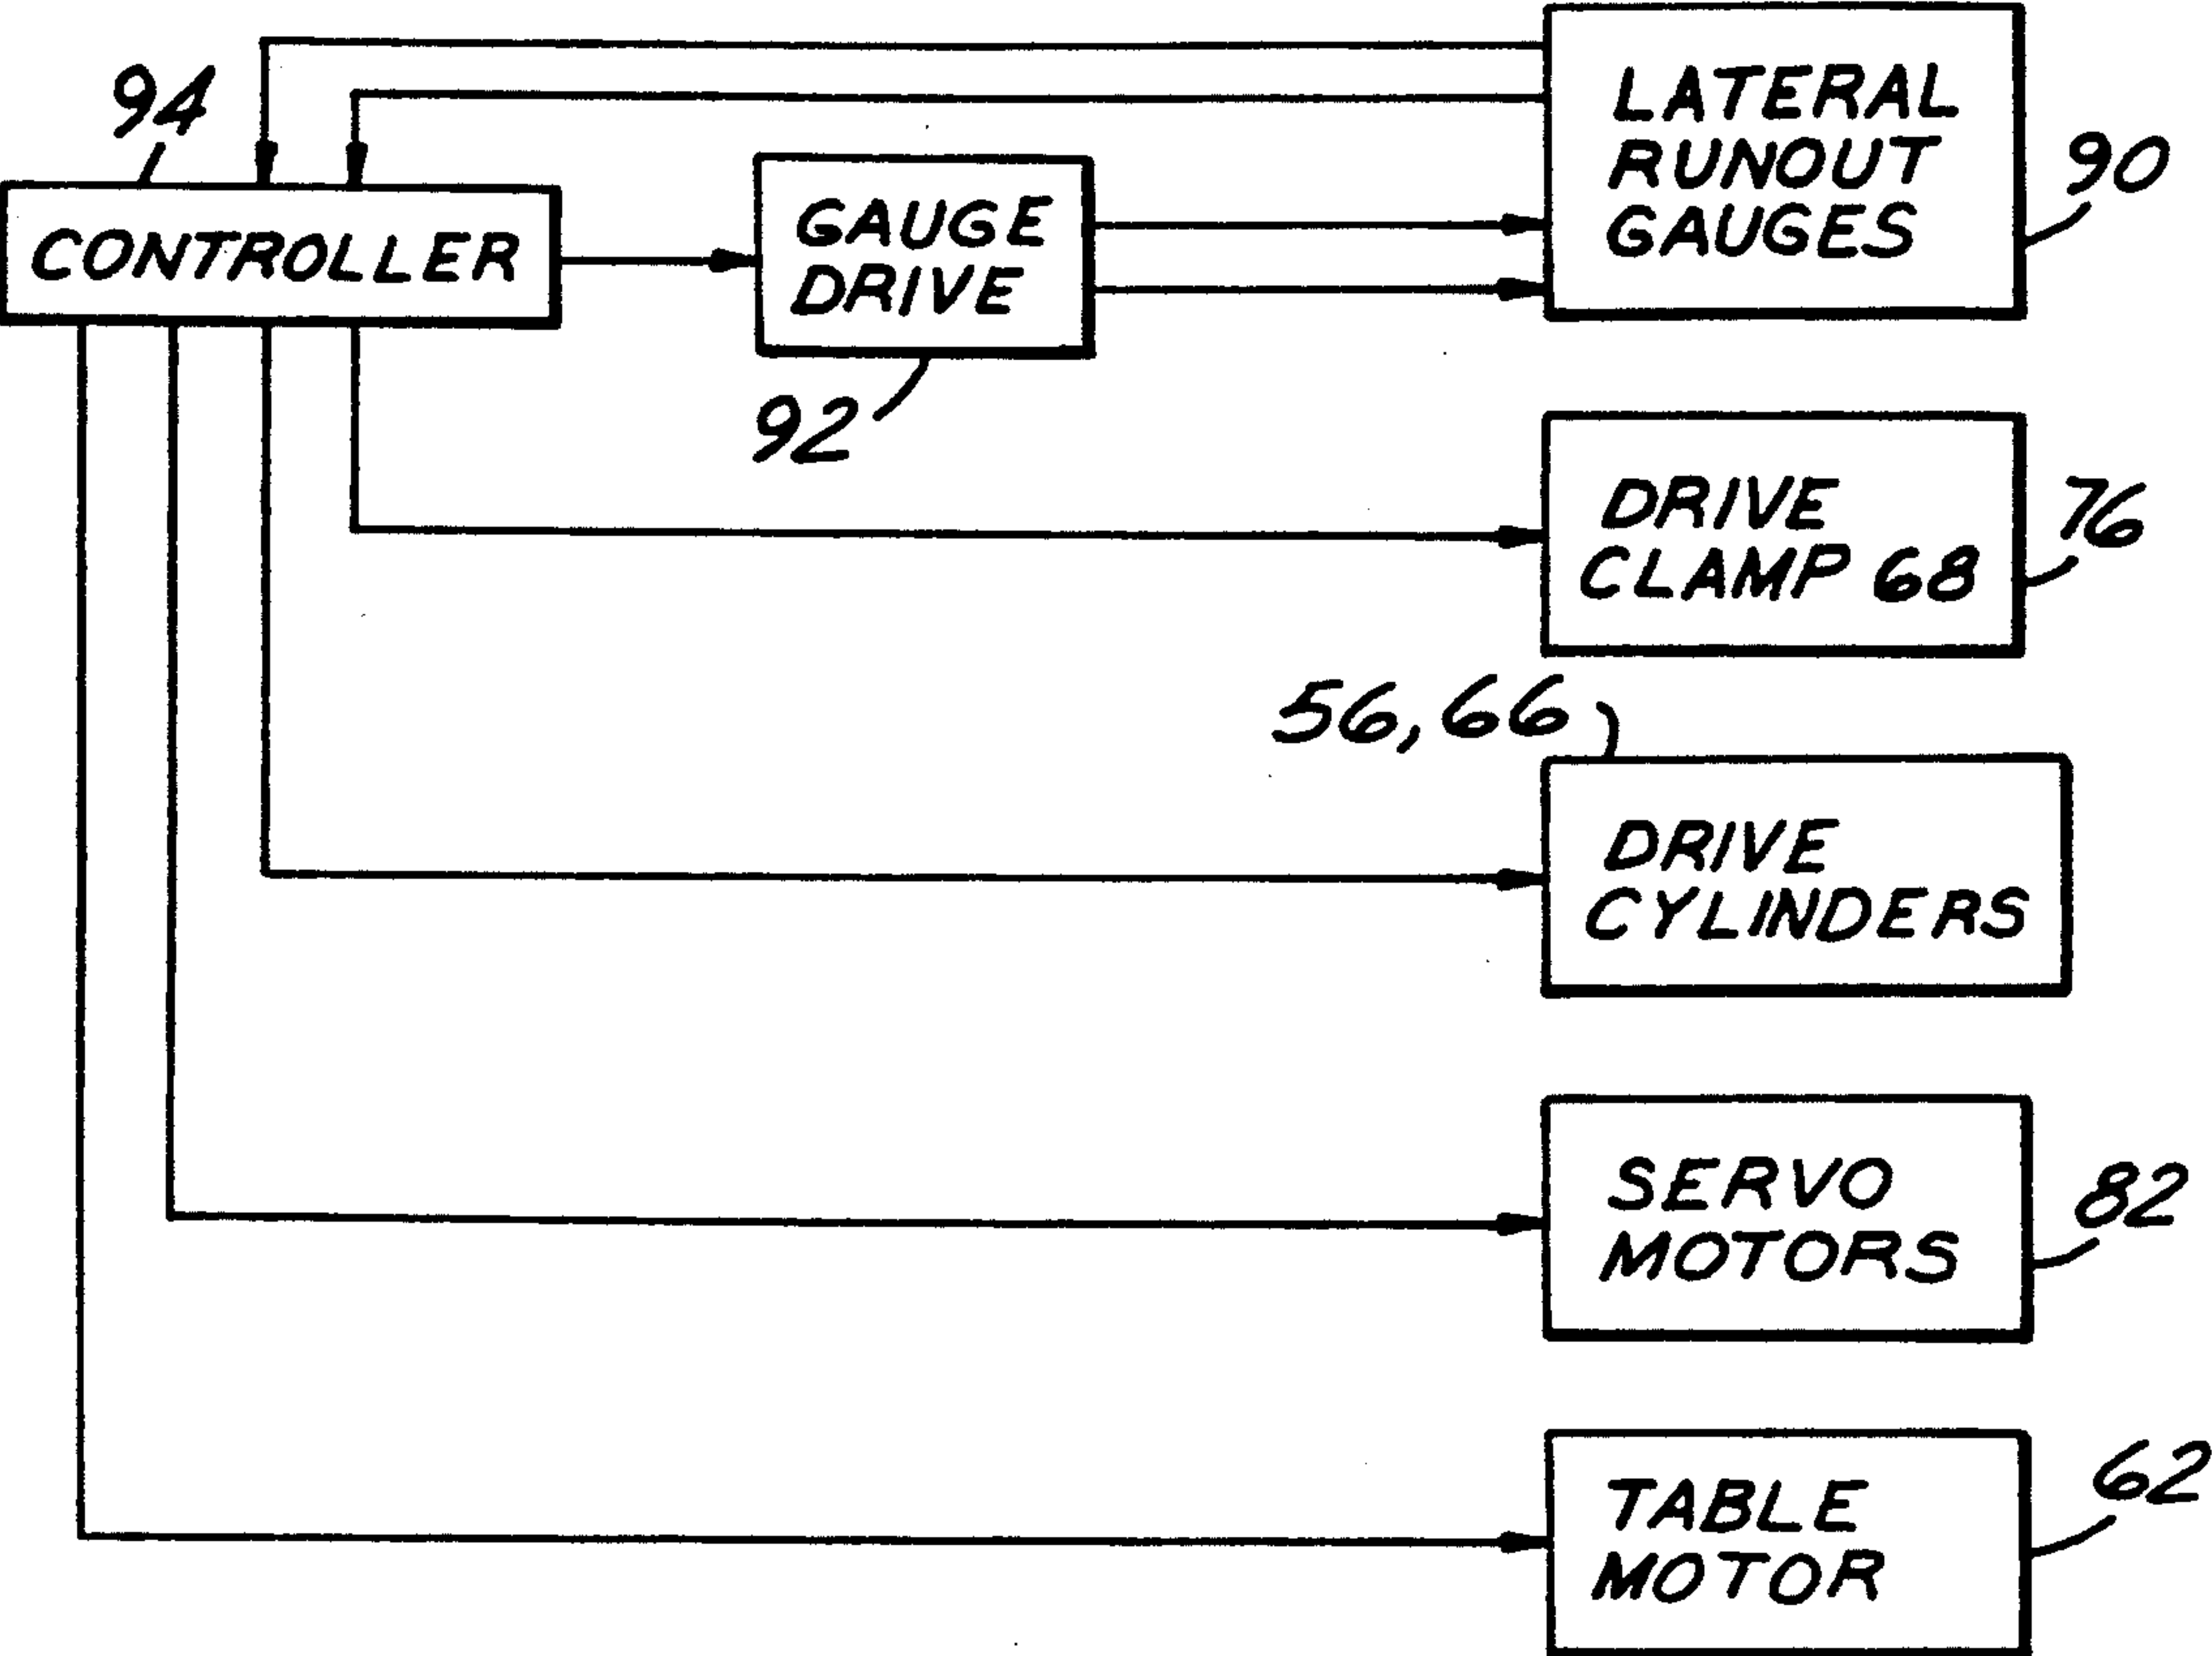 94
CONTROLLER
GAUGE
DRIVE
92
LATERAL
RUNOUT
GAUGES
90
DRIVE
CLAMP 68
76
56,66
DRIVE
CYLINDERS
SERVO
MOTORS
82
TABLE
MOTOR
62